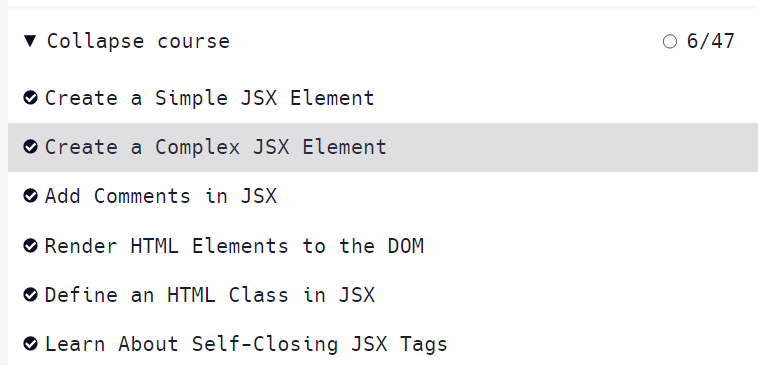 Collapse course 6/47
Create a Simple JSX Element
Create a Complex JSX Element
Add Comments in JSX
Render HTML Elements to the DOM
Define an HTML Class in JSX
Learn About Self-Closing JSX Tags